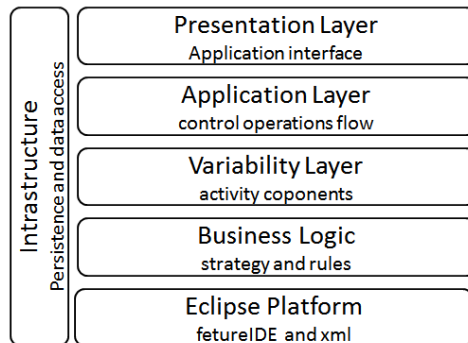 Intrastructure
Persistence and data access
Presentation Layer
Application interface
Application Layer
control operations flow
Variability Layer
activity coponents
Business Logic
strategy and rules
Eclipse Platform
fetureIDE and xml